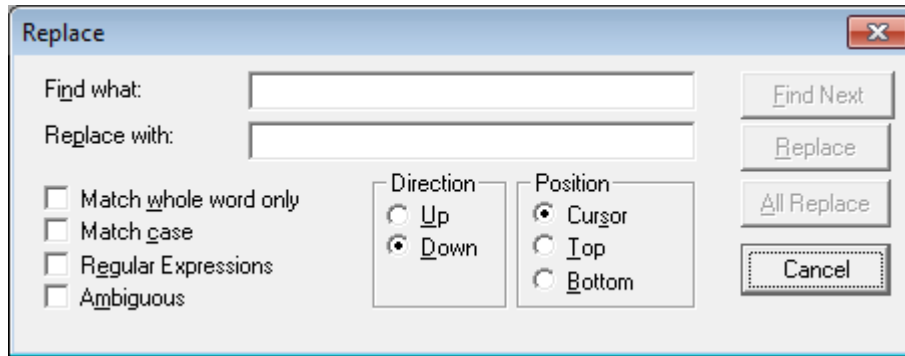 Replace
Find what:
Find Next
Replace with:
Replace
Match whole word only
Match case
Regular Expressions
Ambiguous
Direction
Up
Down
Position
Cursor
Top
Bottom
All Replace
Cancel